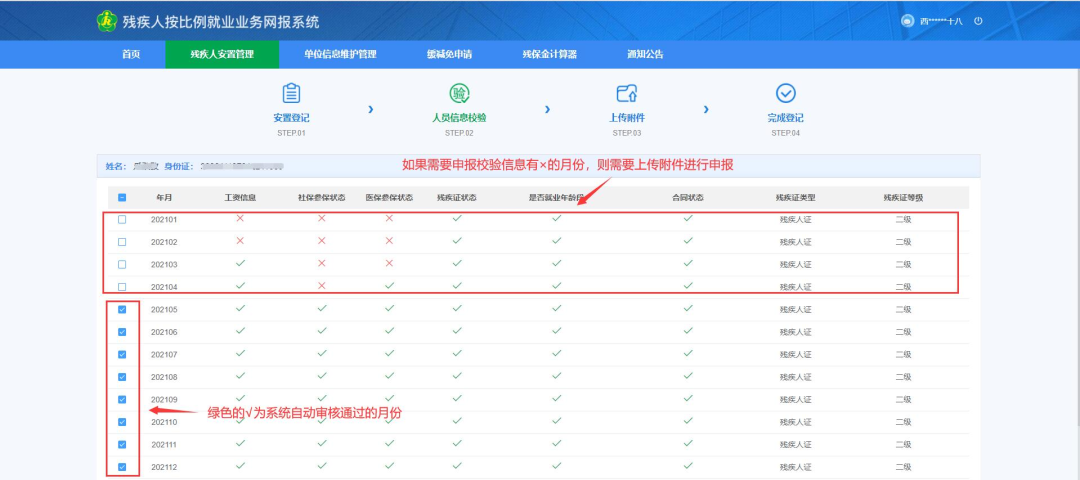 残疾人按比例就业业务网报系统 西******十八
首页 残疾人安置管理 单位信息维护管理 缓减免申请 残保金计算器 通知公告
安置登记 人员信息校验 上传附件 完成登记
STEP.01 STEP.02 STEP.03 STEP.04
姓名： 身份证：
如果需要申报校验信息有×的月份，则需要上传附件进行申报
年月 工资信息 社保参保状态 医保参保状态 残疾证状态 是否就业年龄段 合同状态 残疾证类型 残疾证等级
202101 × × × ✓ ✓ ✓ 残疾人证 二级
202102 × × × ✓ ✓ ✓ 残疾人证 二级
202103 ✓ × × ✓ ✓ ✓ 残疾人证 二级
202104 ✓ × ✓ ✓ ✓ ✓ 残疾人证 二级
202105 ✓ ✓ ✓ ✓ ✓ ✓ 残疾人证 二级
202106 ✓ ✓ ✓ ✓ ✓ ✓ 残疾人证 二级
202107 ✓ ✓ ✓ ✓ ✓ ✓ 残疾人证 二级
202108 ✓ ✓ ✓ ✓ ✓ ✓ 残疾人证 二级
202109 ✓ ✓ ✓ ✓ ✓ ✓ 残疾人证 二级
绿色的√为系统自动审核通过的月份
202110 ✓ ✓ ✓ ✓ ✓ ✓ 残疾人证 二级
202111 ✓ ✓ ✓ ✓ ✓ ✓ 残疾人证 二级
202112 ✓ ✓ ✓ ✓ ✓ ✓ 残疾人证 二级